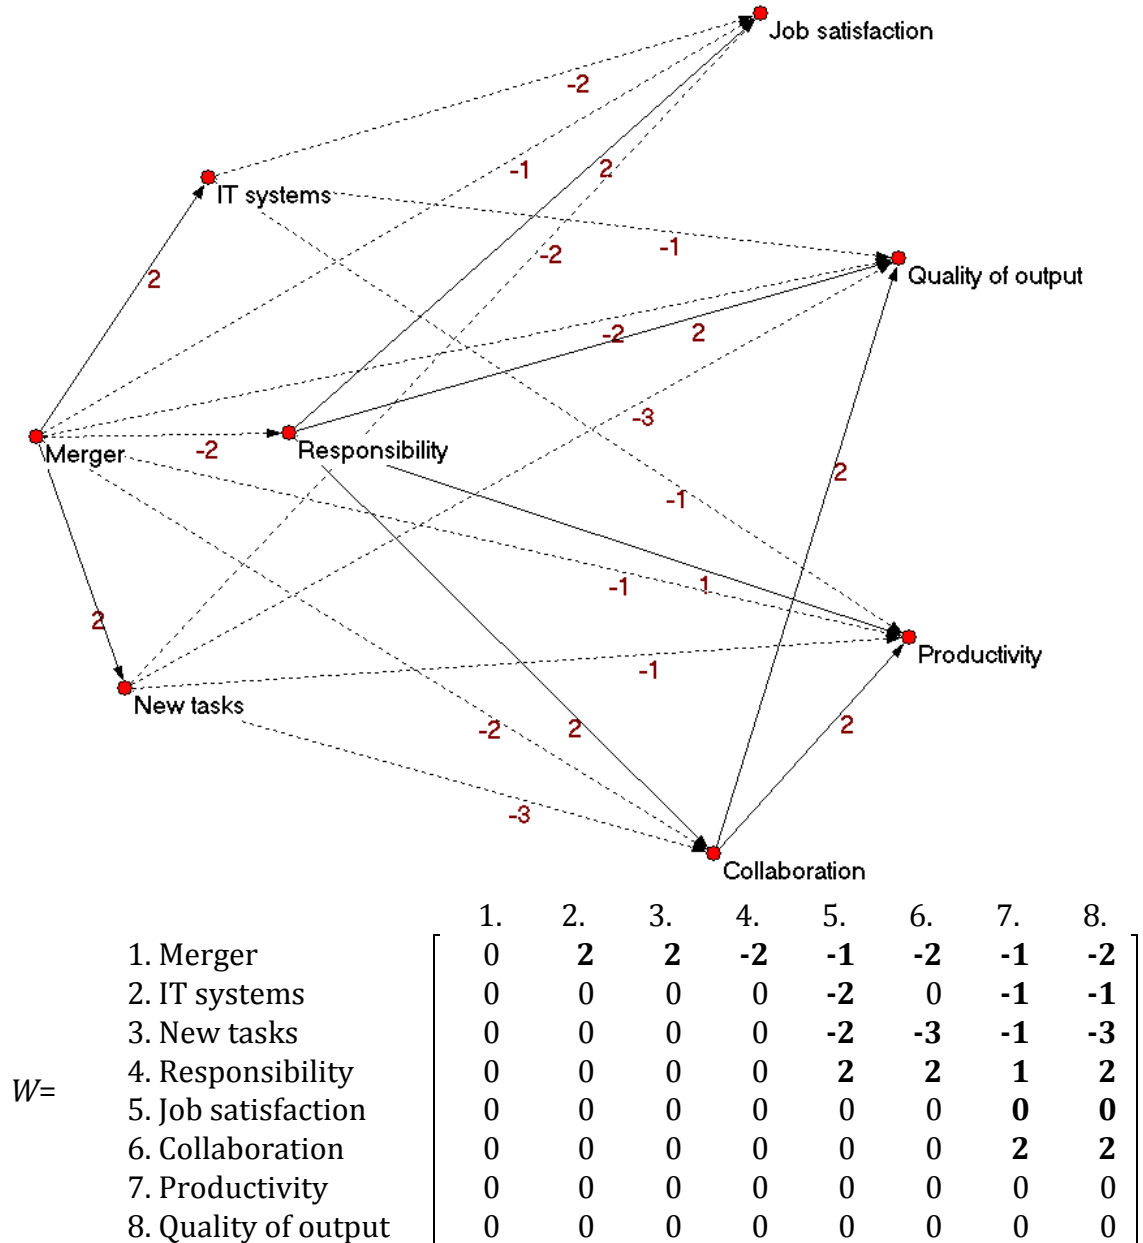 Job satisfaction
-2
-1
2
IT systems
-2
-1
Quality of output
2
-2
2
-3
Merger
-2
Responsibility
2
-1
-1
1
2
Productivity
-1
New tasks
-2
2
2
-3
Collaboration
1. 2. 3. 4. 5. 6. 7. 8.
1. Merger 0 2 2 -2 -1 -2 -1 -2
2. IT systems 0 0 0 0 -2 0 -1 -1
3. New tasks 0 0 0 0 -2 -3 -1 -3
4. Responsibility 0 0 0 0 2 2 1 2
W=
5. Job satisfaction 0 0 0 0 0 0 0 0
6. Collaboration 0 0 0 0 0 0 2 2
7. Productivity 0 0 0 0 0 0 0 0
8. Quality of output 0 0 0 0 0 0 0 0